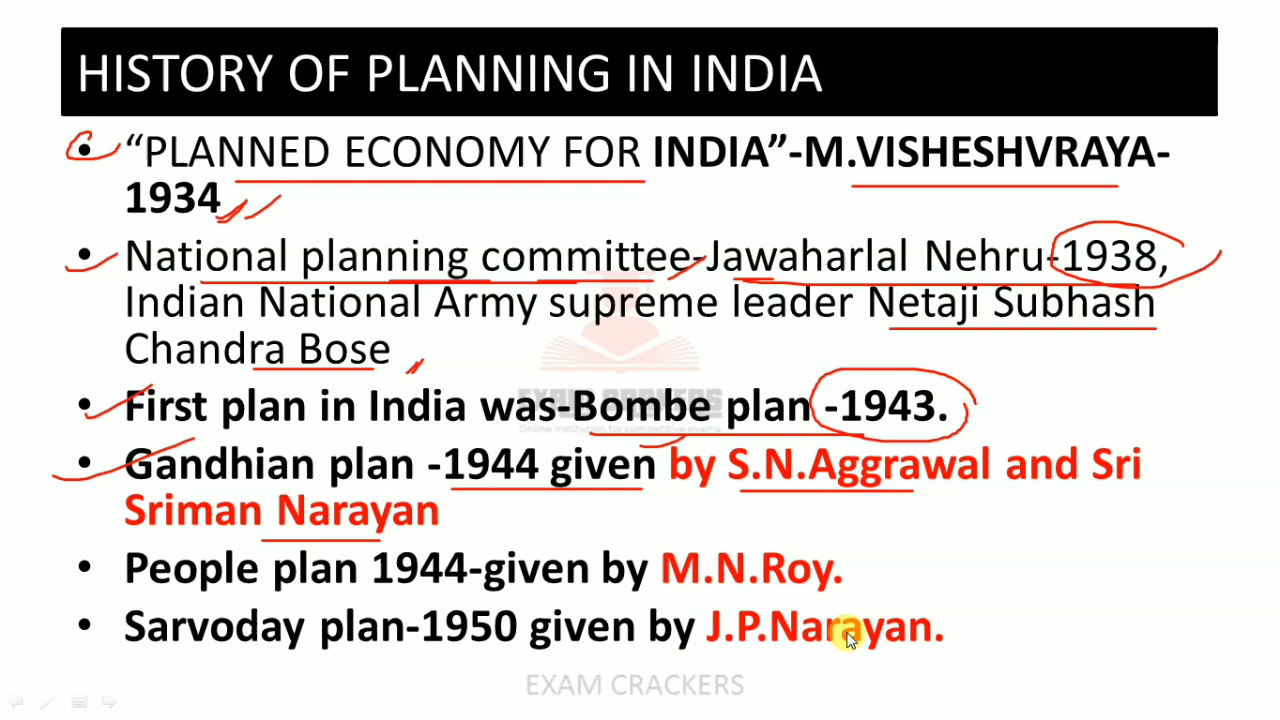 HISTORY OF PLANNING IN INDIA
• “PLANNED ECONOMY FOR INDIA”-M.VISHESHVRAYA-
1934
• National planning committee-Jawaharlal Nehru-1938,
Indian National Army supreme leader Netaji Subhash
Chandra Bose
• First plan in India was-Bombe plan -1943.
• Gandhian plan -1944 given by S.N.Aggrawal and Sri
Sriman Narayan
• People plan 1944-given by M.N.Roy.
• Sarvoday plan-1950 given by J.P.Narayan.
EXAM CRACKERS